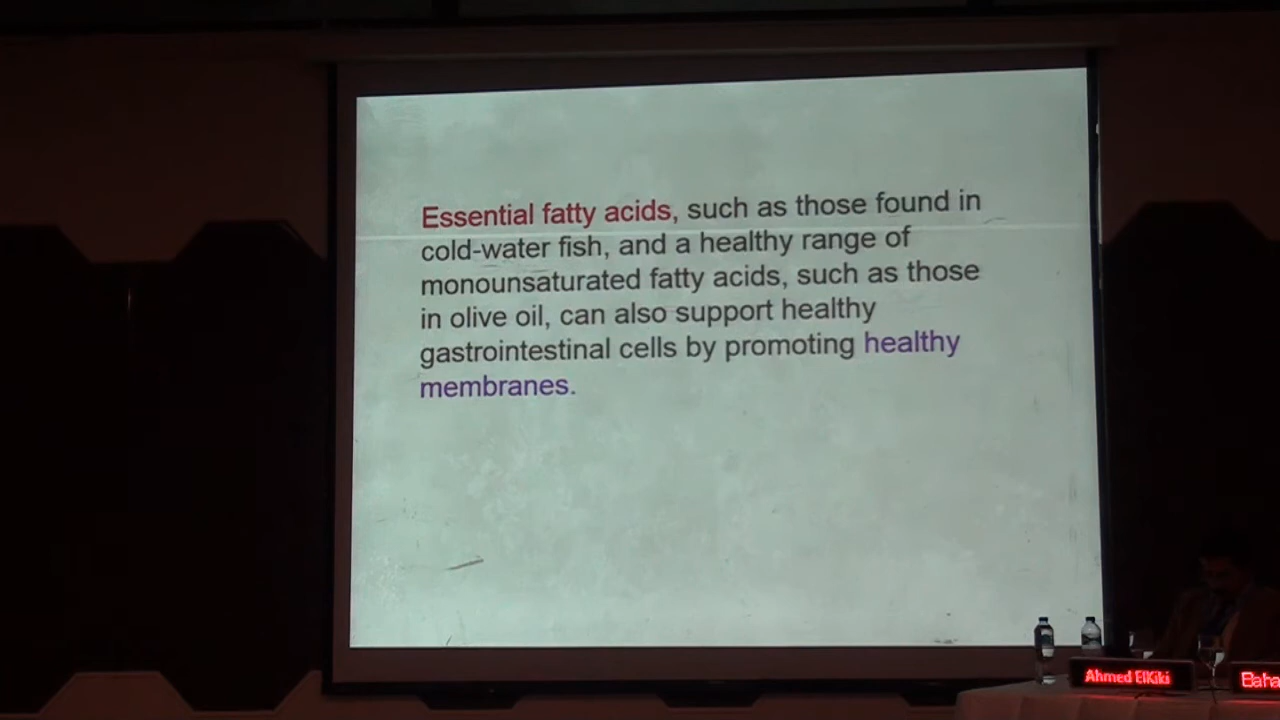 Essential fatty acids, such as those found in
cold-water fish, and a healthy range of
monounsaturated fatty acids, such as those
in olive oil, can also support healthy
gastrointestinal cells by promoting healthy
membranes.
Ahmed ElKiki
Baha